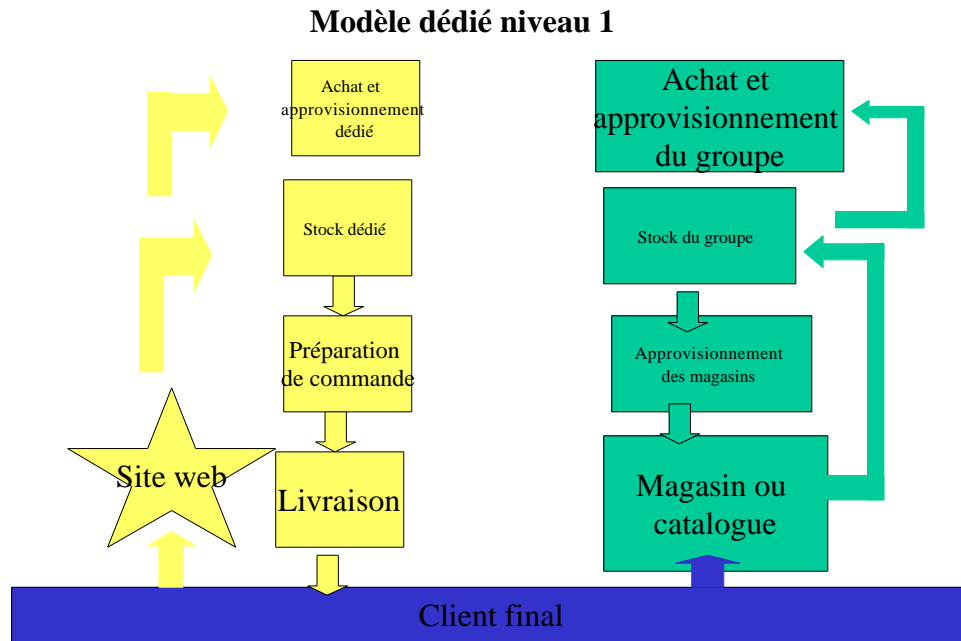 Modèle dédié niveau 1
Achat et
approvisionnement
dédié
Achat et
approvisionnement
du groupe
Stock dédié
Stock du groupe
Préparation
de commande
Approvisionnement
des magasins
Site web
Livraison
Magasin ou
catalogue
Client final